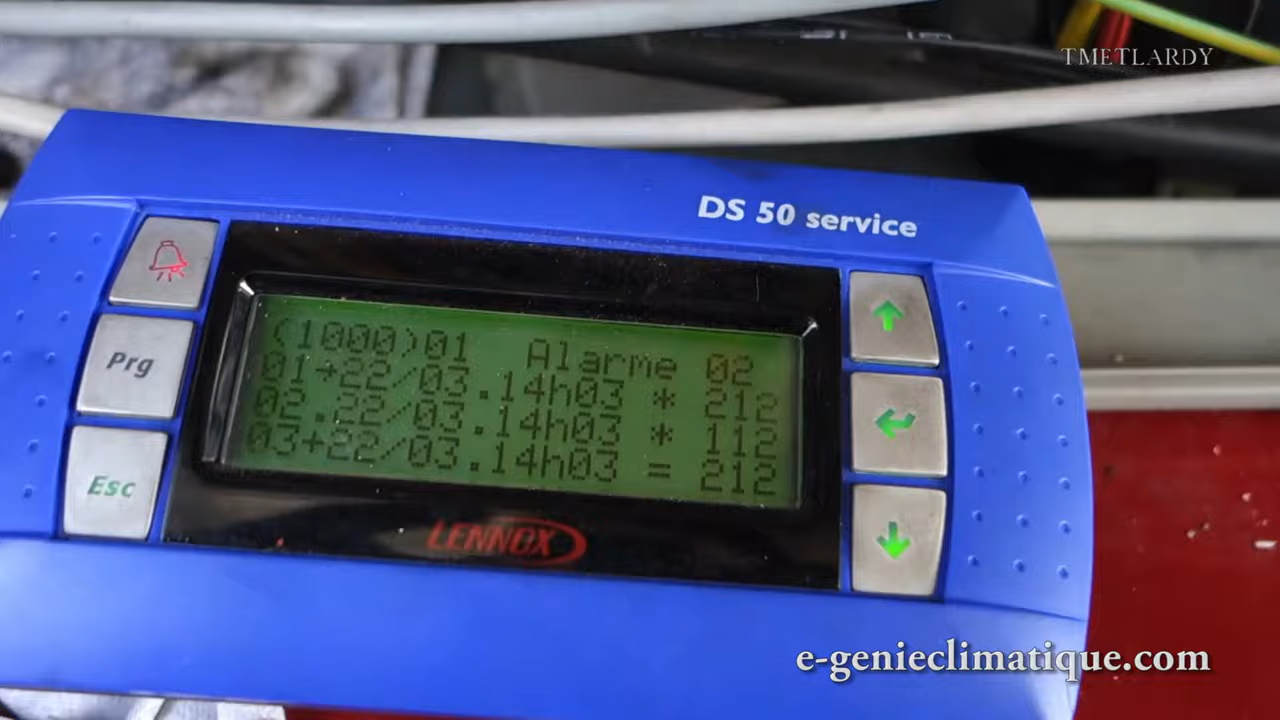 TMETLARDY
DS 50 service
(1000)01 Alarme 02
01+22/03.14h03 * 212
02.22/03.14h03 * 112
03+22/03.14h03 = 212
Prg
Esc
LENNOX
e-genieclimatique.com